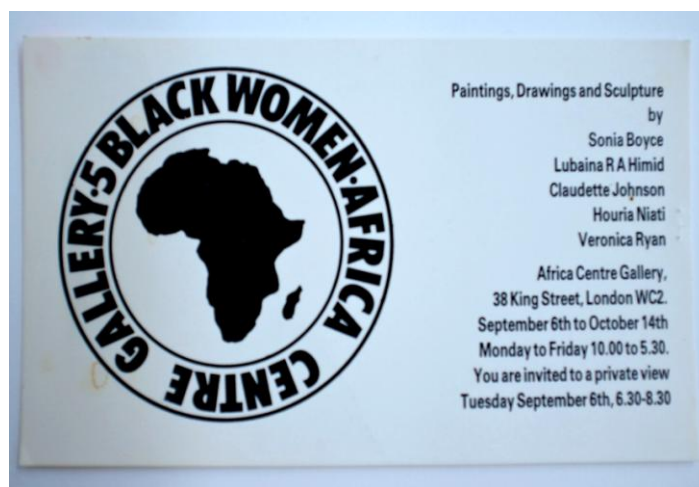 GALLERY·5 BLACK WOMEN·AFRICA CENTRE
Paintings, Drawings and Sculpture
by
Sonia Boyce
Lubaina R A Himid
Claudette Johnson
Houria Niati
Veronica Ryan
Africa Centre Gallery,
38 King Street, London WC2.
September 6th to October 14th
Monday to Friday 10.00 to 5.30.
You are invited to a private view
Tuesday September 6th, 6.30-8.30